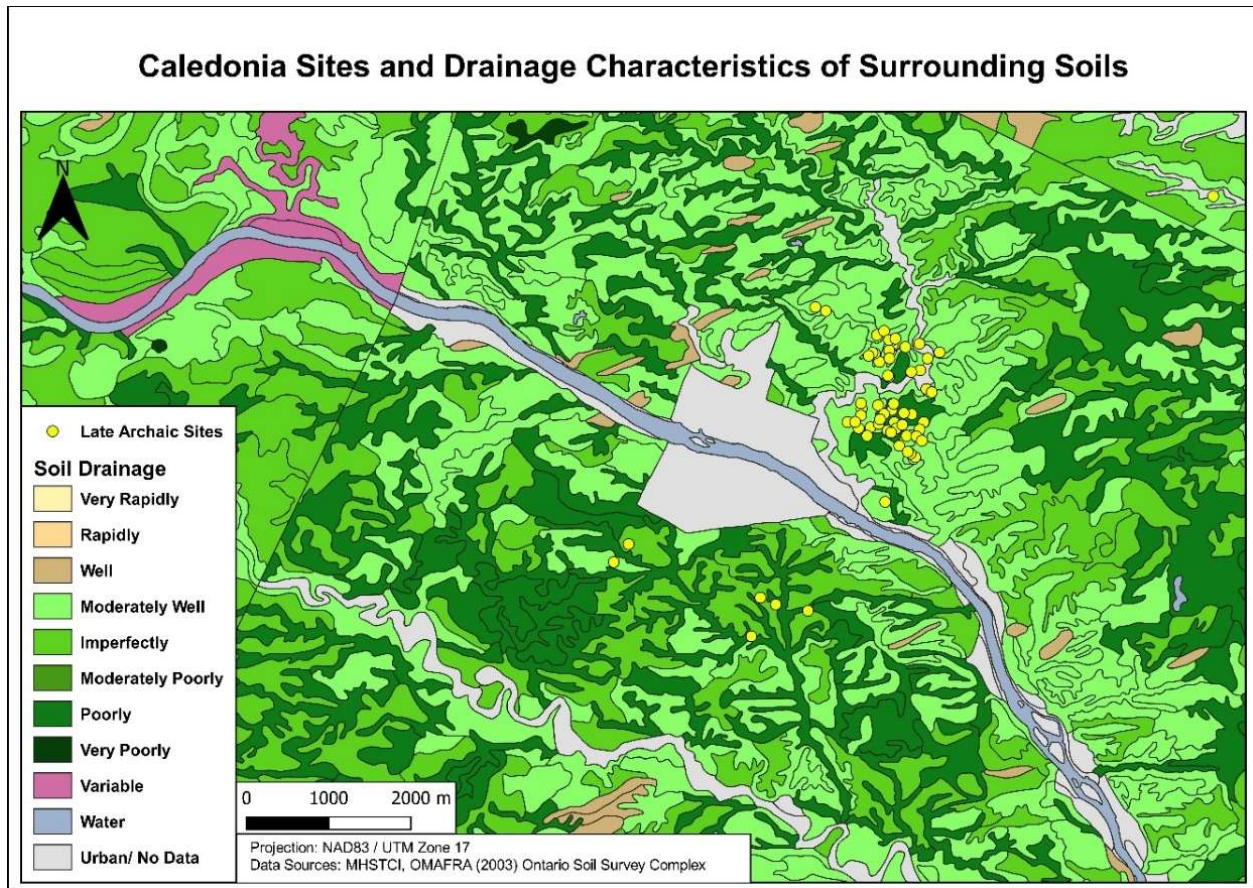 Caledonia Sites and Drainage Characteristics of Surrounding Soils
N
Late Archaic Sites
Soil Drainage
Very Rapidly
Rapidly
Well
Moderately Well
Imperfectly
Moderately Poorly
Poorly
Very Poorly
Variable
Water
Urban/ No Data
0 1000 2000 m
Projection: NAD83 / UTM Zone 17
Data Sources: MHSTCI, OMAFRA (2003) Ontario Soil Survey Complex